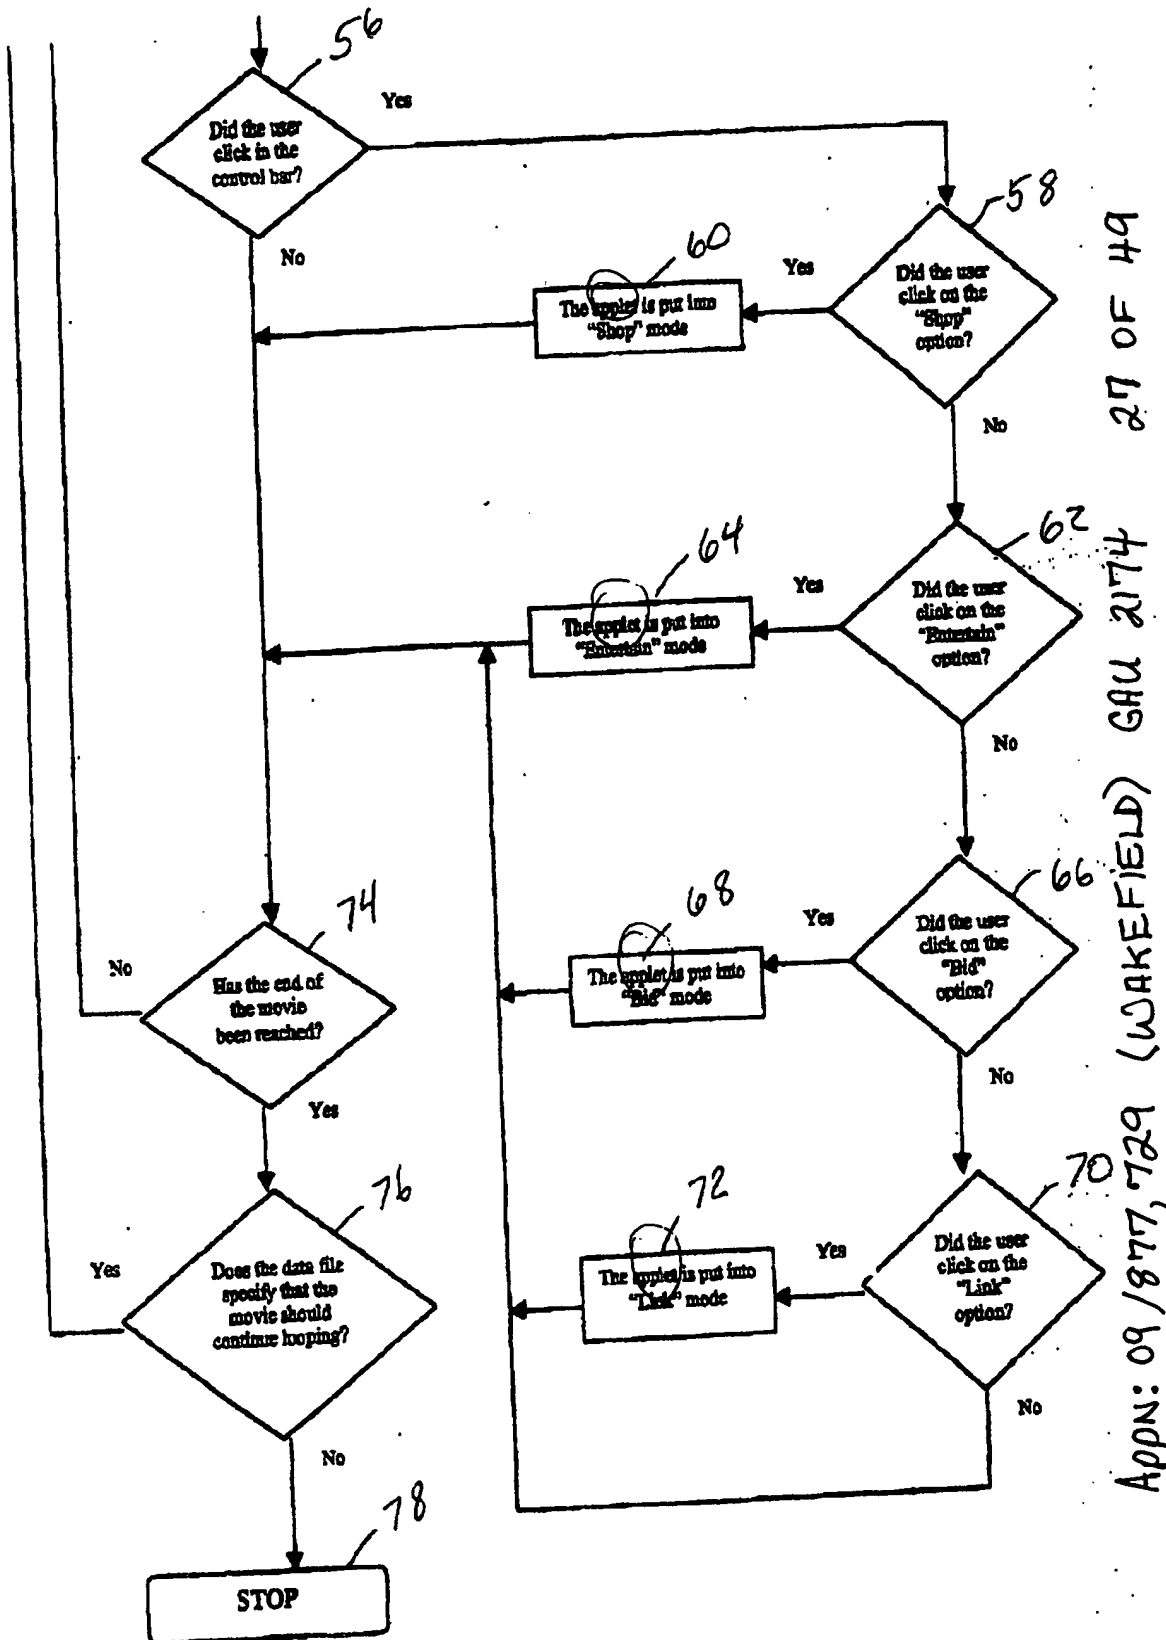 56
Did the user
click in the
control bar?
Yes
No
58
Did the user
click on the
"Shop"
option?
Yes
No
60
The applet is put into
"Shop" mode
62
Did the user
click on the
"Entertain"
option?
Yes
No
64
The applet is put into
"Entertain" mode
66
Did the user
click on the
"Bid"
option?
Yes
No
68
The applet is put into
"Bid" mode
70
Did the user
click on the
"Link"
option?
Yes
No
72
The applet is put into
"Link" mode
74
Has the end of
the movie
been reached?
No
Yes
76
Does the data file
specify that the
movie should
continue looping?
Yes
No
78
STOP
APPN: 09/877,729 (WAKEFIELD) GAU 2174 27 OF 49